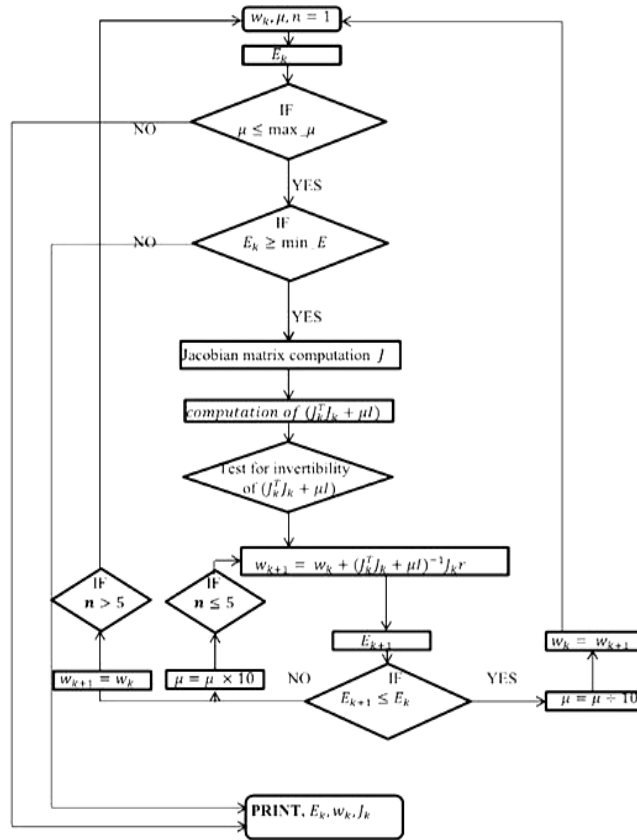 w_k, μ, n = 1
E_k
IF
μ ≤ max_μ
NO
YES
IF
E_k ≥ min_E
NO
YES
Jacobian matrix computation J
computation of (J_k^T J_k + μI)
Test for invertibility
of (J_k^T J_k + μI)
w_{k+1} = w_k + (J_k^T J_k + μI)^{-1} J_k r
IF
n > 5
IF
n ≤ 5
E_{k+1}
w_k = w_{k+1}
w_{k+1} = w_k
μ = μ × 10
NO
IF
E_{k+1} ≤ E_k
YES
μ = μ ÷ 10
PRINT, E_k, w_k, J_k